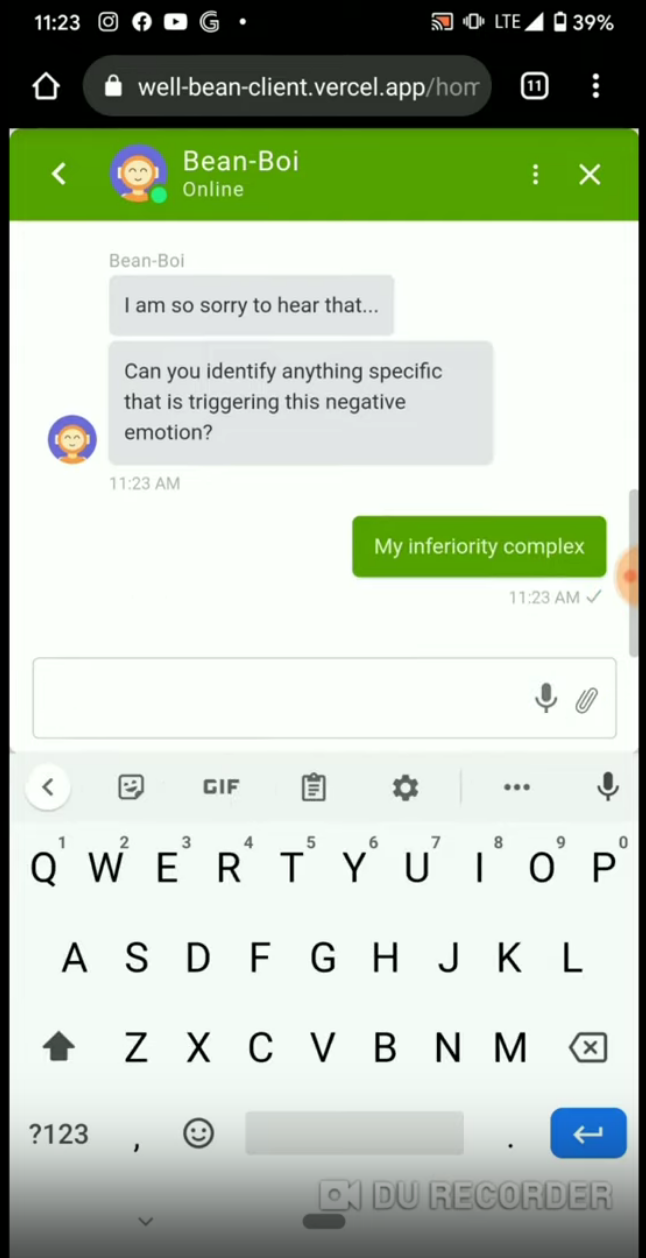 11:23 LTE 39%
well-bean-client.vercel.app/hom 11
Bean-Boi
Online
Bean-Boi
I am so sorry to hear that...
Can you identify anything specific
that is triggering this negative
emotion?
11:23 AM
My inferiority complex
11:23 AM
GIF
1 2 3 4 5 6 7 8 9 0
Q W E R T Y U I O P
A S D F G H J K L
Z X C V B N M
?123 , .
DU RECORDER